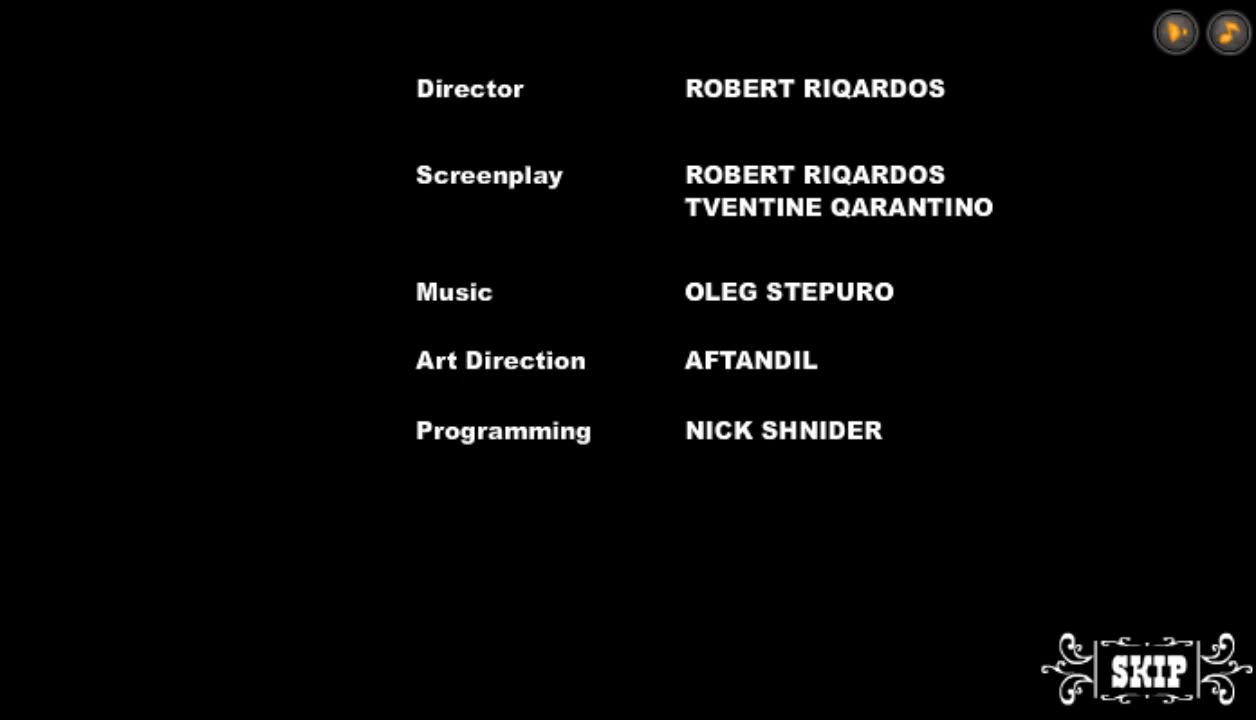 Director ROBERT RIQARDOS
Screenplay ROBERT RIQARDOS
TVENTINE QARANTINO
Music OLEG STEPURO
Art Direction AFTANDIL
Programming NICK SHNIDER
SKIP